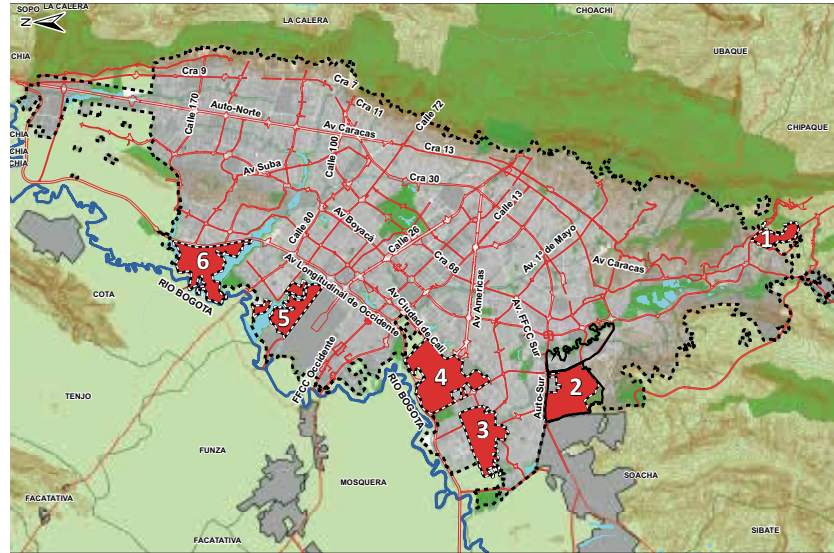 SOPO
LA CALERA
N
LA CALERA
CHOACHI
UBAQUE
CHIA
CHIPAQUE
CHIA
CHIA
CHIA
Cra 9
Cra 7
Cra 11
Calle 72
Calle 170
Auto-Norte
Av Caracas
Cra 13
Calle 100
Av Suba
Cra 30
Calle 13
Calle 80
Av Boyacá
Calle 26
Cra 68
Av. 1° de Mayo
Av Caracas
1
6
Av Longitudinal de Occidente
Av Ciudad de Cali
Av Americas
Av. FFCC Sur
RIO BOGOTA
COTA
5
FFCC Occidente
RIO BOGOTA
4
Auto-Sur
2
3
TENJO
FUNZA
MOSQUERA
SOACHA
FACATATIVA
FACATATIVA
SIBATE